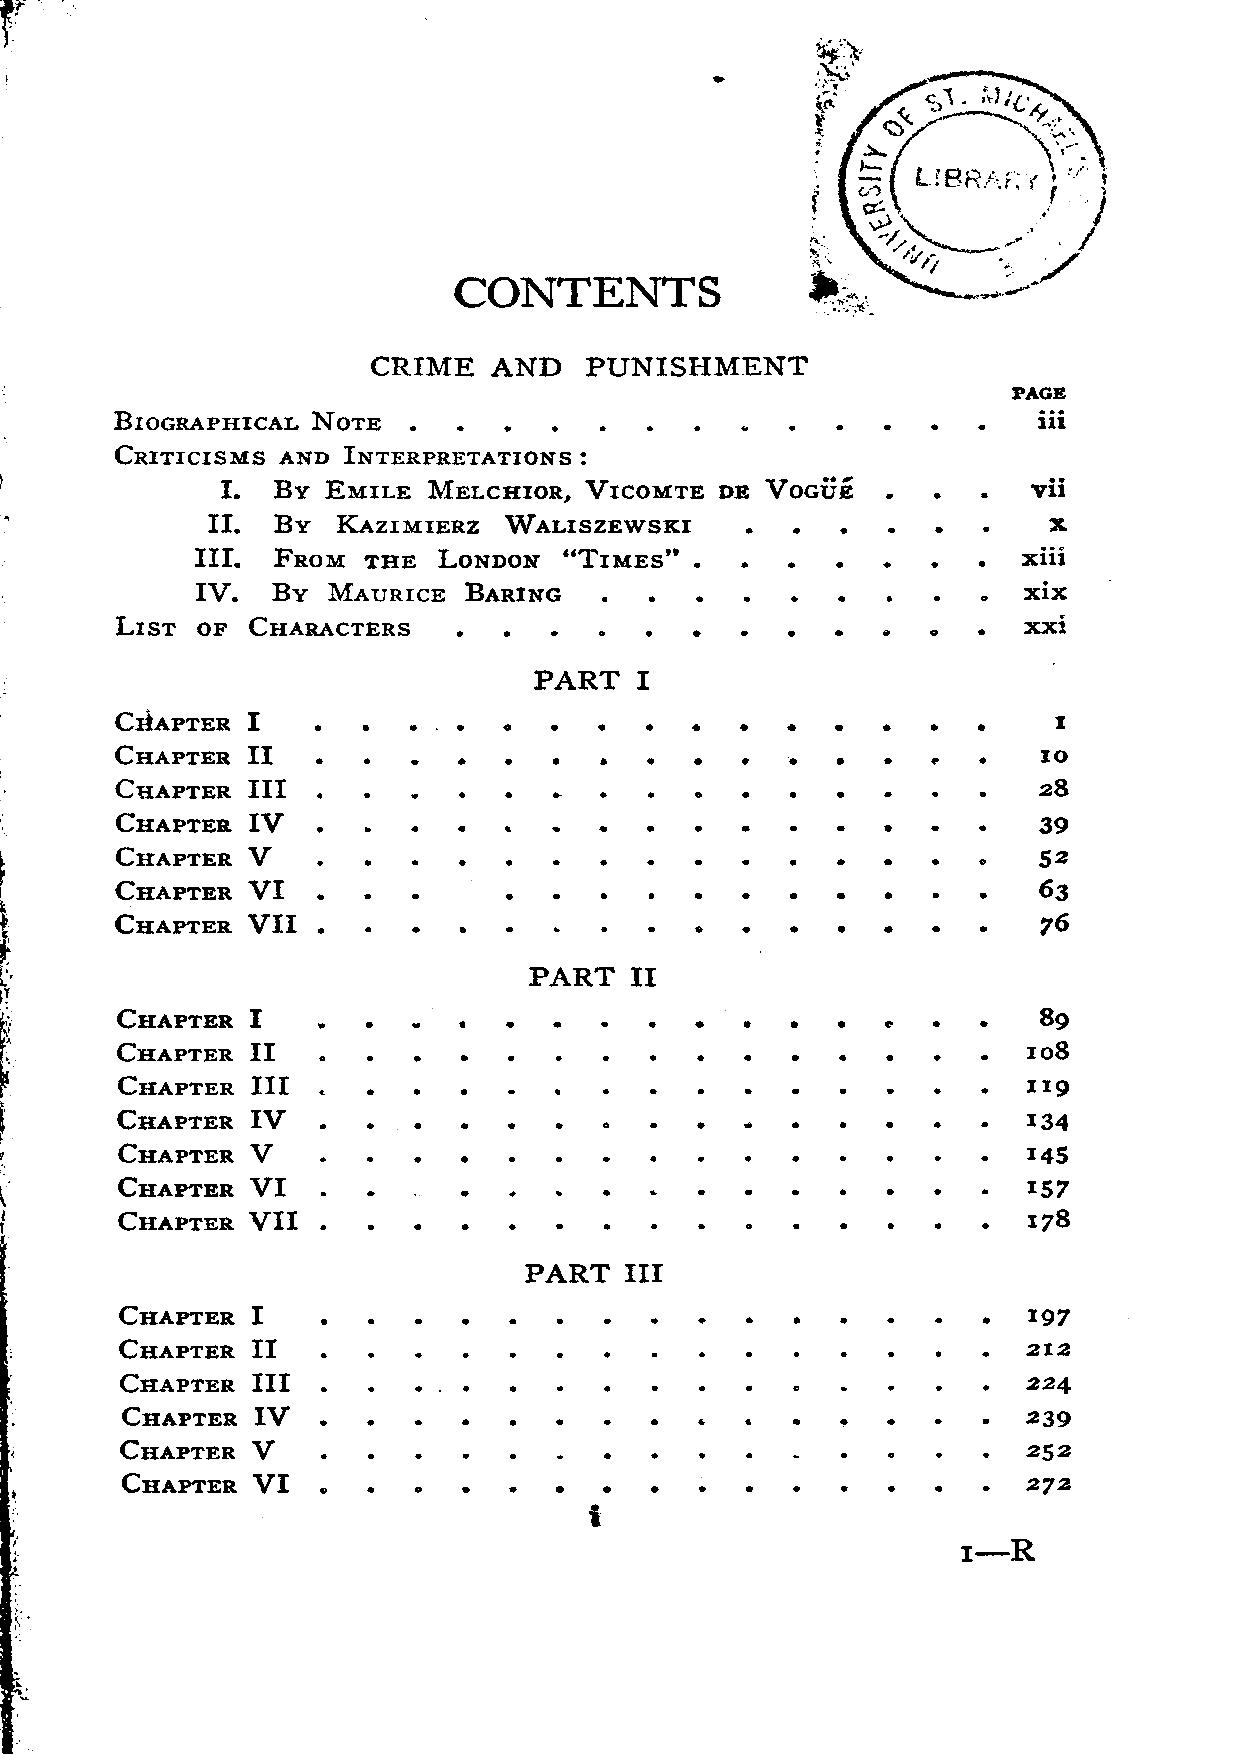 UNIVERSITY OF ST. MICHAEL'S
LIBRARY
CONTENTS
CRIME AND PUNISHMENT
PAGE
BIOGRAPHICAL NOTE . . . . . . . . . . . . . iii
CRITICISMS AND INTERPRETATIONS:
I. BY EMILE MELCHIOR, VICOMTE DE VOGÜÉ . . . vii
II. BY KAZIMIERZ WALISZEWSKI . . . . . . x
III. FROM THE LONDON “TIMES” . . . . . . . xiii
IV. BY MAURICE BARING . . . . . . . . . xix
LIST OF CHARACTERS . . . . . . . . . . . . xxi
PART I
CHAPTER I . . . . . . . . . . . . . . . 1
CHAPTER II . . . . . . . . . . . . . . . 10
CHAPTER III . . . . . . . . . . . . . . . 28
CHAPTER IV . . . . . . . . . . . . . . . 39
CHAPTER V . . . . . . . . . . . . . . . 52
CHAPTER VI . . . . . . . . . . . . . . 63
CHAPTER VII . . . . . . . . . . . . . . . 76
PART II
CHAPTER I . . . . . . . . . . . . . . . 89
CHAPTER II . . . . . . . . . . . . . . . 108
CHAPTER III . . . . . . . . . . . . . . . 119
CHAPTER IV . . . . . . . . . . . . . . . 134
CHAPTER V . . . . . . . . . . . . . . . 145
CHAPTER VI . . . . . . . . . . . . . . 157
CHAPTER VII . . . . . . . . . . . . . . . 178
PART III
CHAPTER I . . . . . . . . . . . . . . . 197
CHAPTER II . . . . . . . . . . . . . . . 212
CHAPTER III . . . . . . . . . . . . . . . 224
CHAPTER IV . . . . . . . . . . . . . . . 239
CHAPTER V . . . . . . . . . . . . . . . 252
CHAPTER VI . . . . . . . . . . . . . . . 272
i
1—R